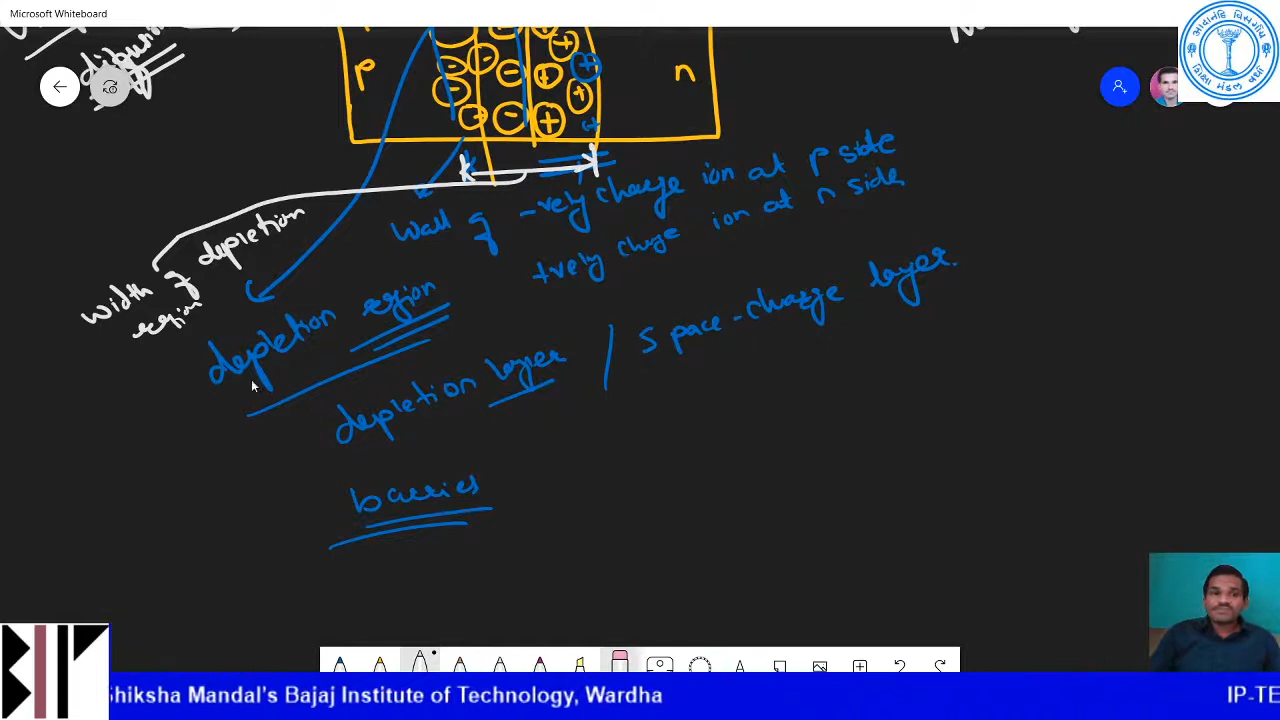 Microsoft Whiteboard
p
n
wall of -vely charge ion at p side
+vely charge ion at n side
width of depletion
region
depletion region
depletion layer / space-charge layer.
barrier
Shiksha Mandal's Bajaj Institute of Technology, Wardha
IP-TE